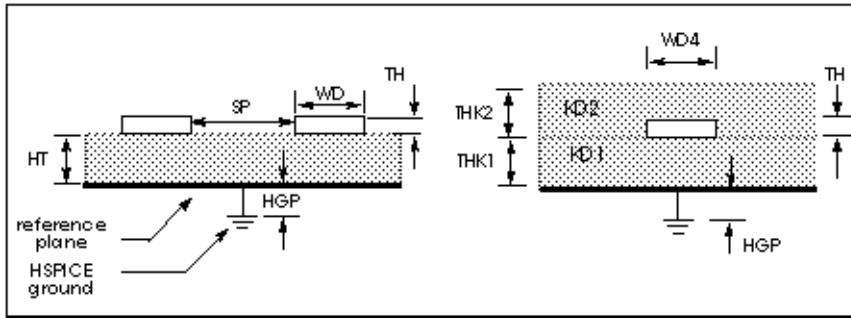 WD4
TH
TH
SP
WD
THK2
KD2
HT
THK1
KD1
HGP
reference
plane
HGP
HSPICE
ground